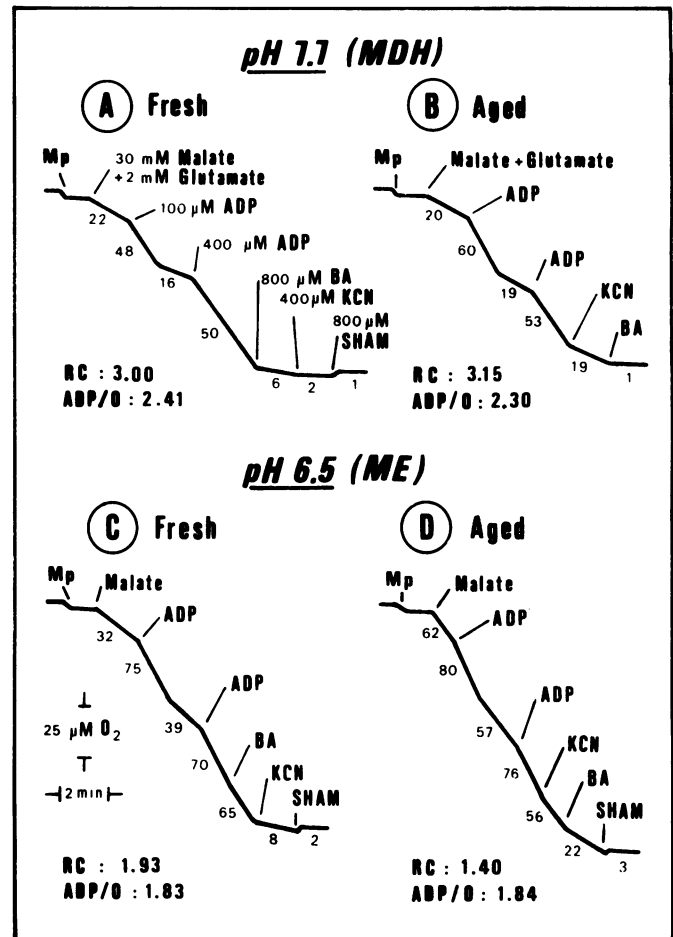 pH 7.7 (MDH)
A Fresh
B Aged
Mp
30 mM Malate
+2 mM Glutamate
100 µM ADP
400 µM ADP
800 µM BA
400µM KCN
800 µM
SHAM
22
48
16
50
6
2
1
RC : 3.00
ADP/O : 2.41
Mp
Malate + Glutamate
ADP
ADP
KCN
BA
20
60
19
53
19
1
RC : 3.15
ADP/O : 2.30
pH 6.5 (ME)
C Fresh
D Aged
Mp
Malate
ADP
ADP
BA
KCN
SHAM
32
75
39
70
65
8
2
25 µM O2
2 min
RC : 1.93
ADP/O : 1.83
Mp
Malate
ADP
ADP
KCN
BA
SHAM
62
80
57
76
56
22
3
RC : 1.40
ADP/O : 1.84